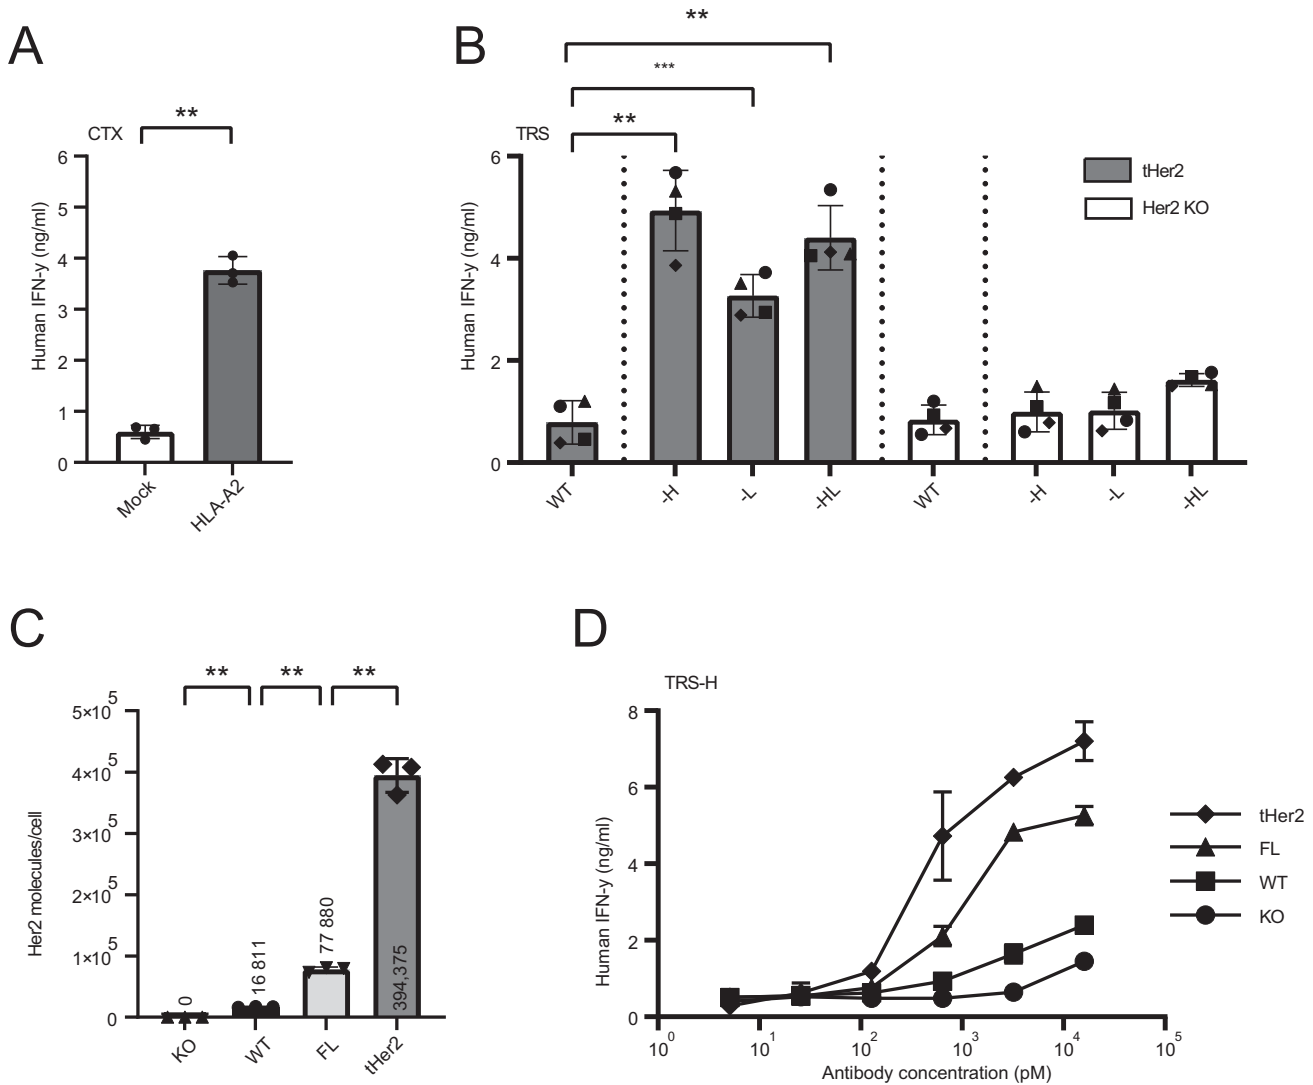 A
CTX
**
Human IFN-y (ng/ml)
6
5
4
3
2
1
0
Mock
HLA-A2
B
**
***
**
TRS
Human IFN-y (ng/ml)
6
4
2
0
WT
-H
-L
-HL
WT
-H
-L
-HL
tHer2
Her2 KO
C
**
**
**
Her2 molecules/cell
5×10^5
4×10^5
3×10^5
2×10^5
1×10^5
0
0
16 811
77 880
394,375
KO
WT
FL
tHer2
D
TRS-H
Human IFN-y (ng/ml)
8
6
4
2
0
10^0
10^1
10^2
10^3
10^4
10^5
Antibody concentration (pM)
tHer2
FL
WT
KO